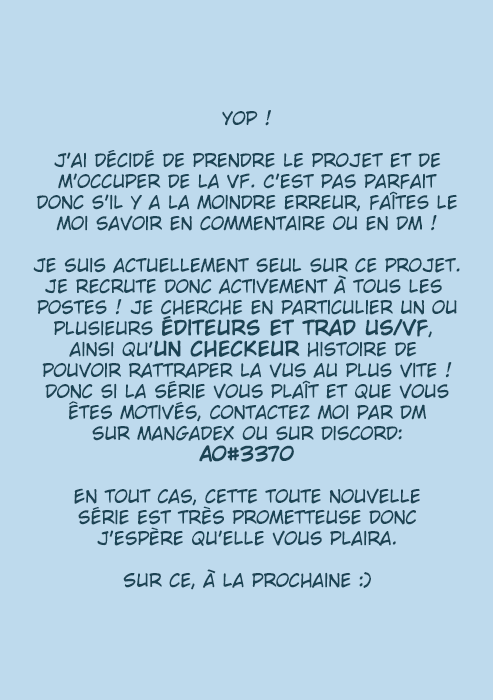 YOP !
J'AI DÉCIDÉ DE PRENDRE LE PROJET ET DE
M'OCCUPER DE LA VF. C'EST PAS PARFAIT
DONC S'IL Y A LA MOINDRE ERREUR, FAÎTES LE
MOI SAVOIR EN COMMENTAIRE OU EN DM !
JE SUIS ACTUELLEMENT SEUL SUR CE PROJET.
JE RECRUTE DONC ACTIVEMENT À TOUS LES
POSTES ! JE CHERCHE EN PARTICULIER UN OU
PLUSIEURS ÉDITEURS ET TRAD US/VF,
AINSI QU'UN CHECKEUR HISTOIRE DE
POUVOIR RATTRAPER LA VUS AU PLUS VITE !
DONC SI LA SÉRIE VOUS PLAÎT ET QUE VOUS
ÊTES MOTIVÉS, CONTACTEZ MOI PAR DM
SUR MANGADEX OU SUR DISCORD:
AO#3370
EN TOUT CAS, CETTE TOUTE NOUVELLE
SÉRIE EST TRÈS PROMETTEUSE DONC
J'ESPÈRE QU'ELLE VOUS PLAIRA.
SUR CE, À LA PROCHAINE :)